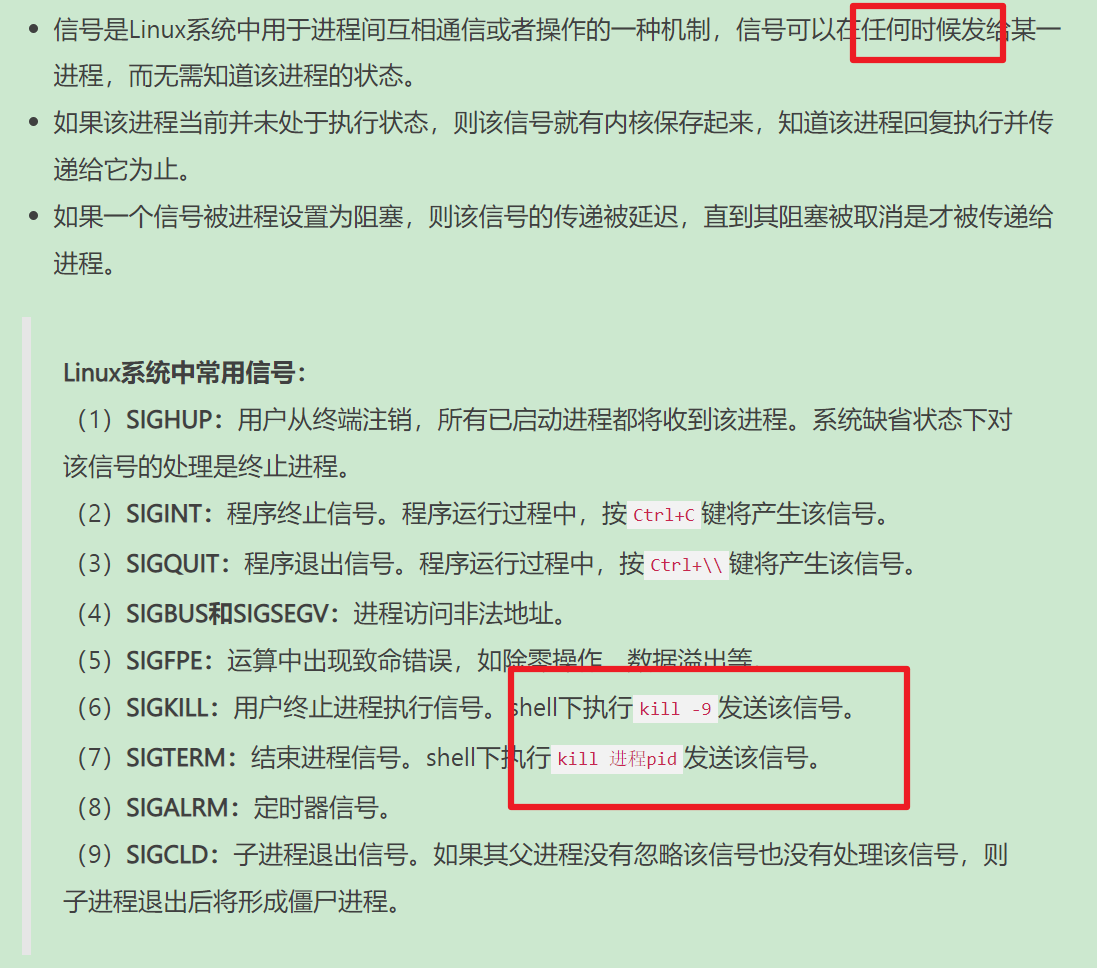 信号是Linux系统中用于进程间互相通信或者操作的一种机制，信号可以在任何时候发给某一
进程，而无需知道该进程的状态。
如果该进程当前并未处于执行状态，则该信号就有内核保存起来，知道该进程回复执行并传
递给它为止。
如果一个信号被进程设置为阻塞，则该信号的传递被延迟，直到其阻塞被取消是才被传递给
进程。
Linux系统中常用信号：
（1）SIGHUP：用户从终端注销，所有已启动进程都将收到该进程。系统缺省状态下对
该信号的处理是终止进程。
（2）SIGINT：程序终止信号。程序运行过程中，按Ctrl+C键将产生该信号。
（3）SIGQUIT：程序退出信号。程序运行过程中，按Ctrl+\\键将产生该信号。
（4）SIGBUS和SIGSEGV：进程访问非法地址。
（5）SIGFPE：运算中出现致命错误，如除零操作、数据溢出等。
（6）SIGKILL：用户终止进程执行信号。shell下执行kill -9发送该信号。
（7）SIGTERM：结束进程信号。shell下执行kill 进程pid发送该信号。
（8）SIGALRM：定时器信号。
（9）SIGCLD：子进程退出信号。如果其父进程没有忽略该信号也没有处理该信号，则
子进程退出后将形成僵尸进程。